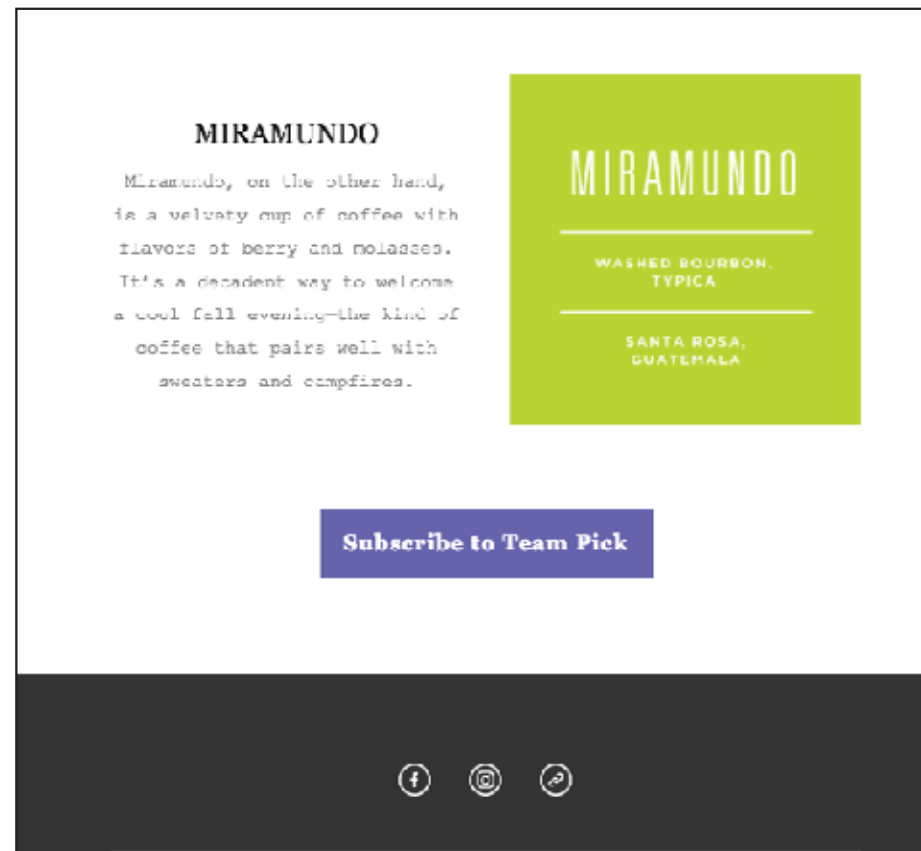 MIRAMUNDO
Miramundo, on the other hand,
is a velvety cup of coffee with
flavors of berry and molasses.
It's a decadent way to welcome
a cool fall evening—the kind of
coffee that pairs well with
sweaters and campfires.
MIRAMUNDO
WASHED BOURBON,
TYPICA
SANTA ROSA,
GUATEMALA
Subscribe to Team Pick